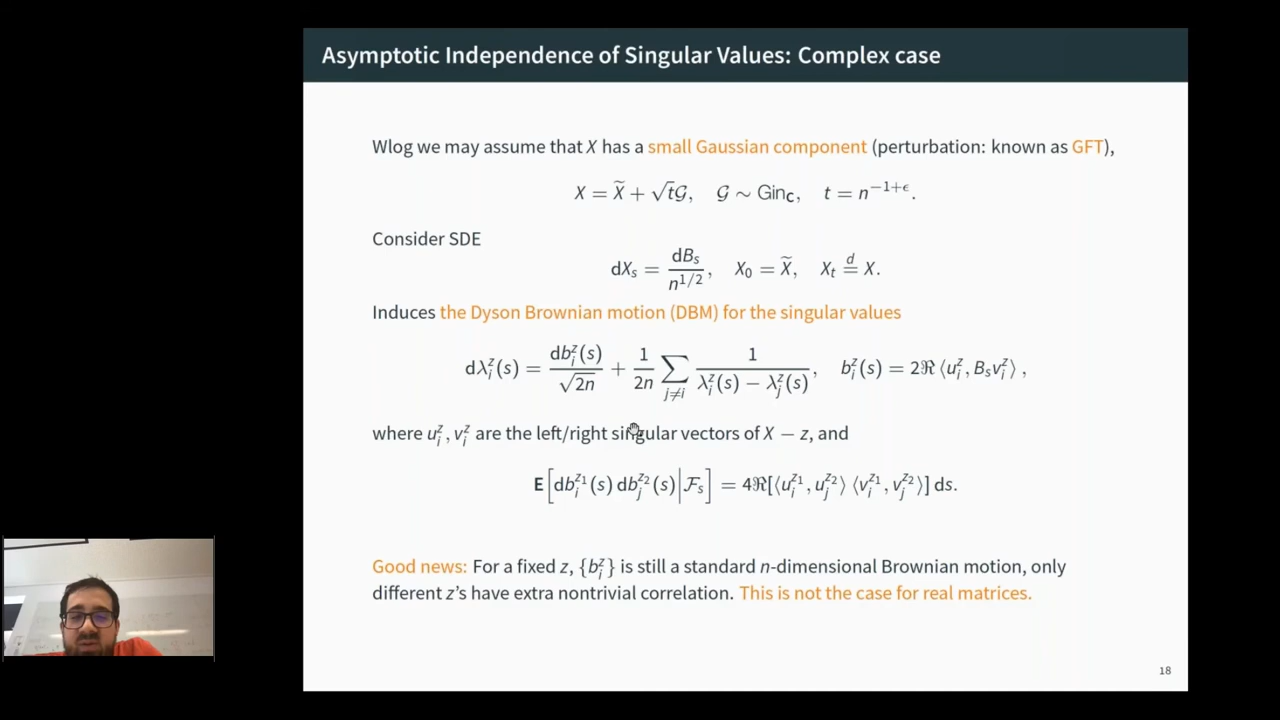 Asymptotic Independence of Singular Values: Complex case
Wlog we may assume that X has a small Gaussian component (perturbation: known as GFT),
X = X̃ + √t𝒢, 𝒢 ∼ Gin_C, t = n^{−1+ϵ}.
Consider SDE
dX_s = dB_s / n^{1/2}, X_0 = X̃, X_t =^d X.
Induces the Dyson Brownian motion (DBM) for the singular values
dλ_i^z(s) = db_i^z(s) / √2n + 1/2n ∑_{j≠i} 1 / (λ_i^z(s) − λ_j^z(s)), b_i^z(s) = 2ℜ ⟨u_i^z, B_s v_i^z⟩ ,
where u_i^z, v_i^z are the left/right singular vectors of X − z, and
E[db_i^{z_1}(s) db_j^{z_2}(s)|ℱ_s] = 4ℜ[⟨u_i^{z_1}, u_j^{z_2}⟩ ⟨v_i^{z_1}, v_j^{z_2}⟩] ds.
Good news: For a fixed z, {b_i^z} is still a standard n-dimensional Brownian motion, only
different z's have extra nontrivial correlation. This is not the case for real matrices.
18